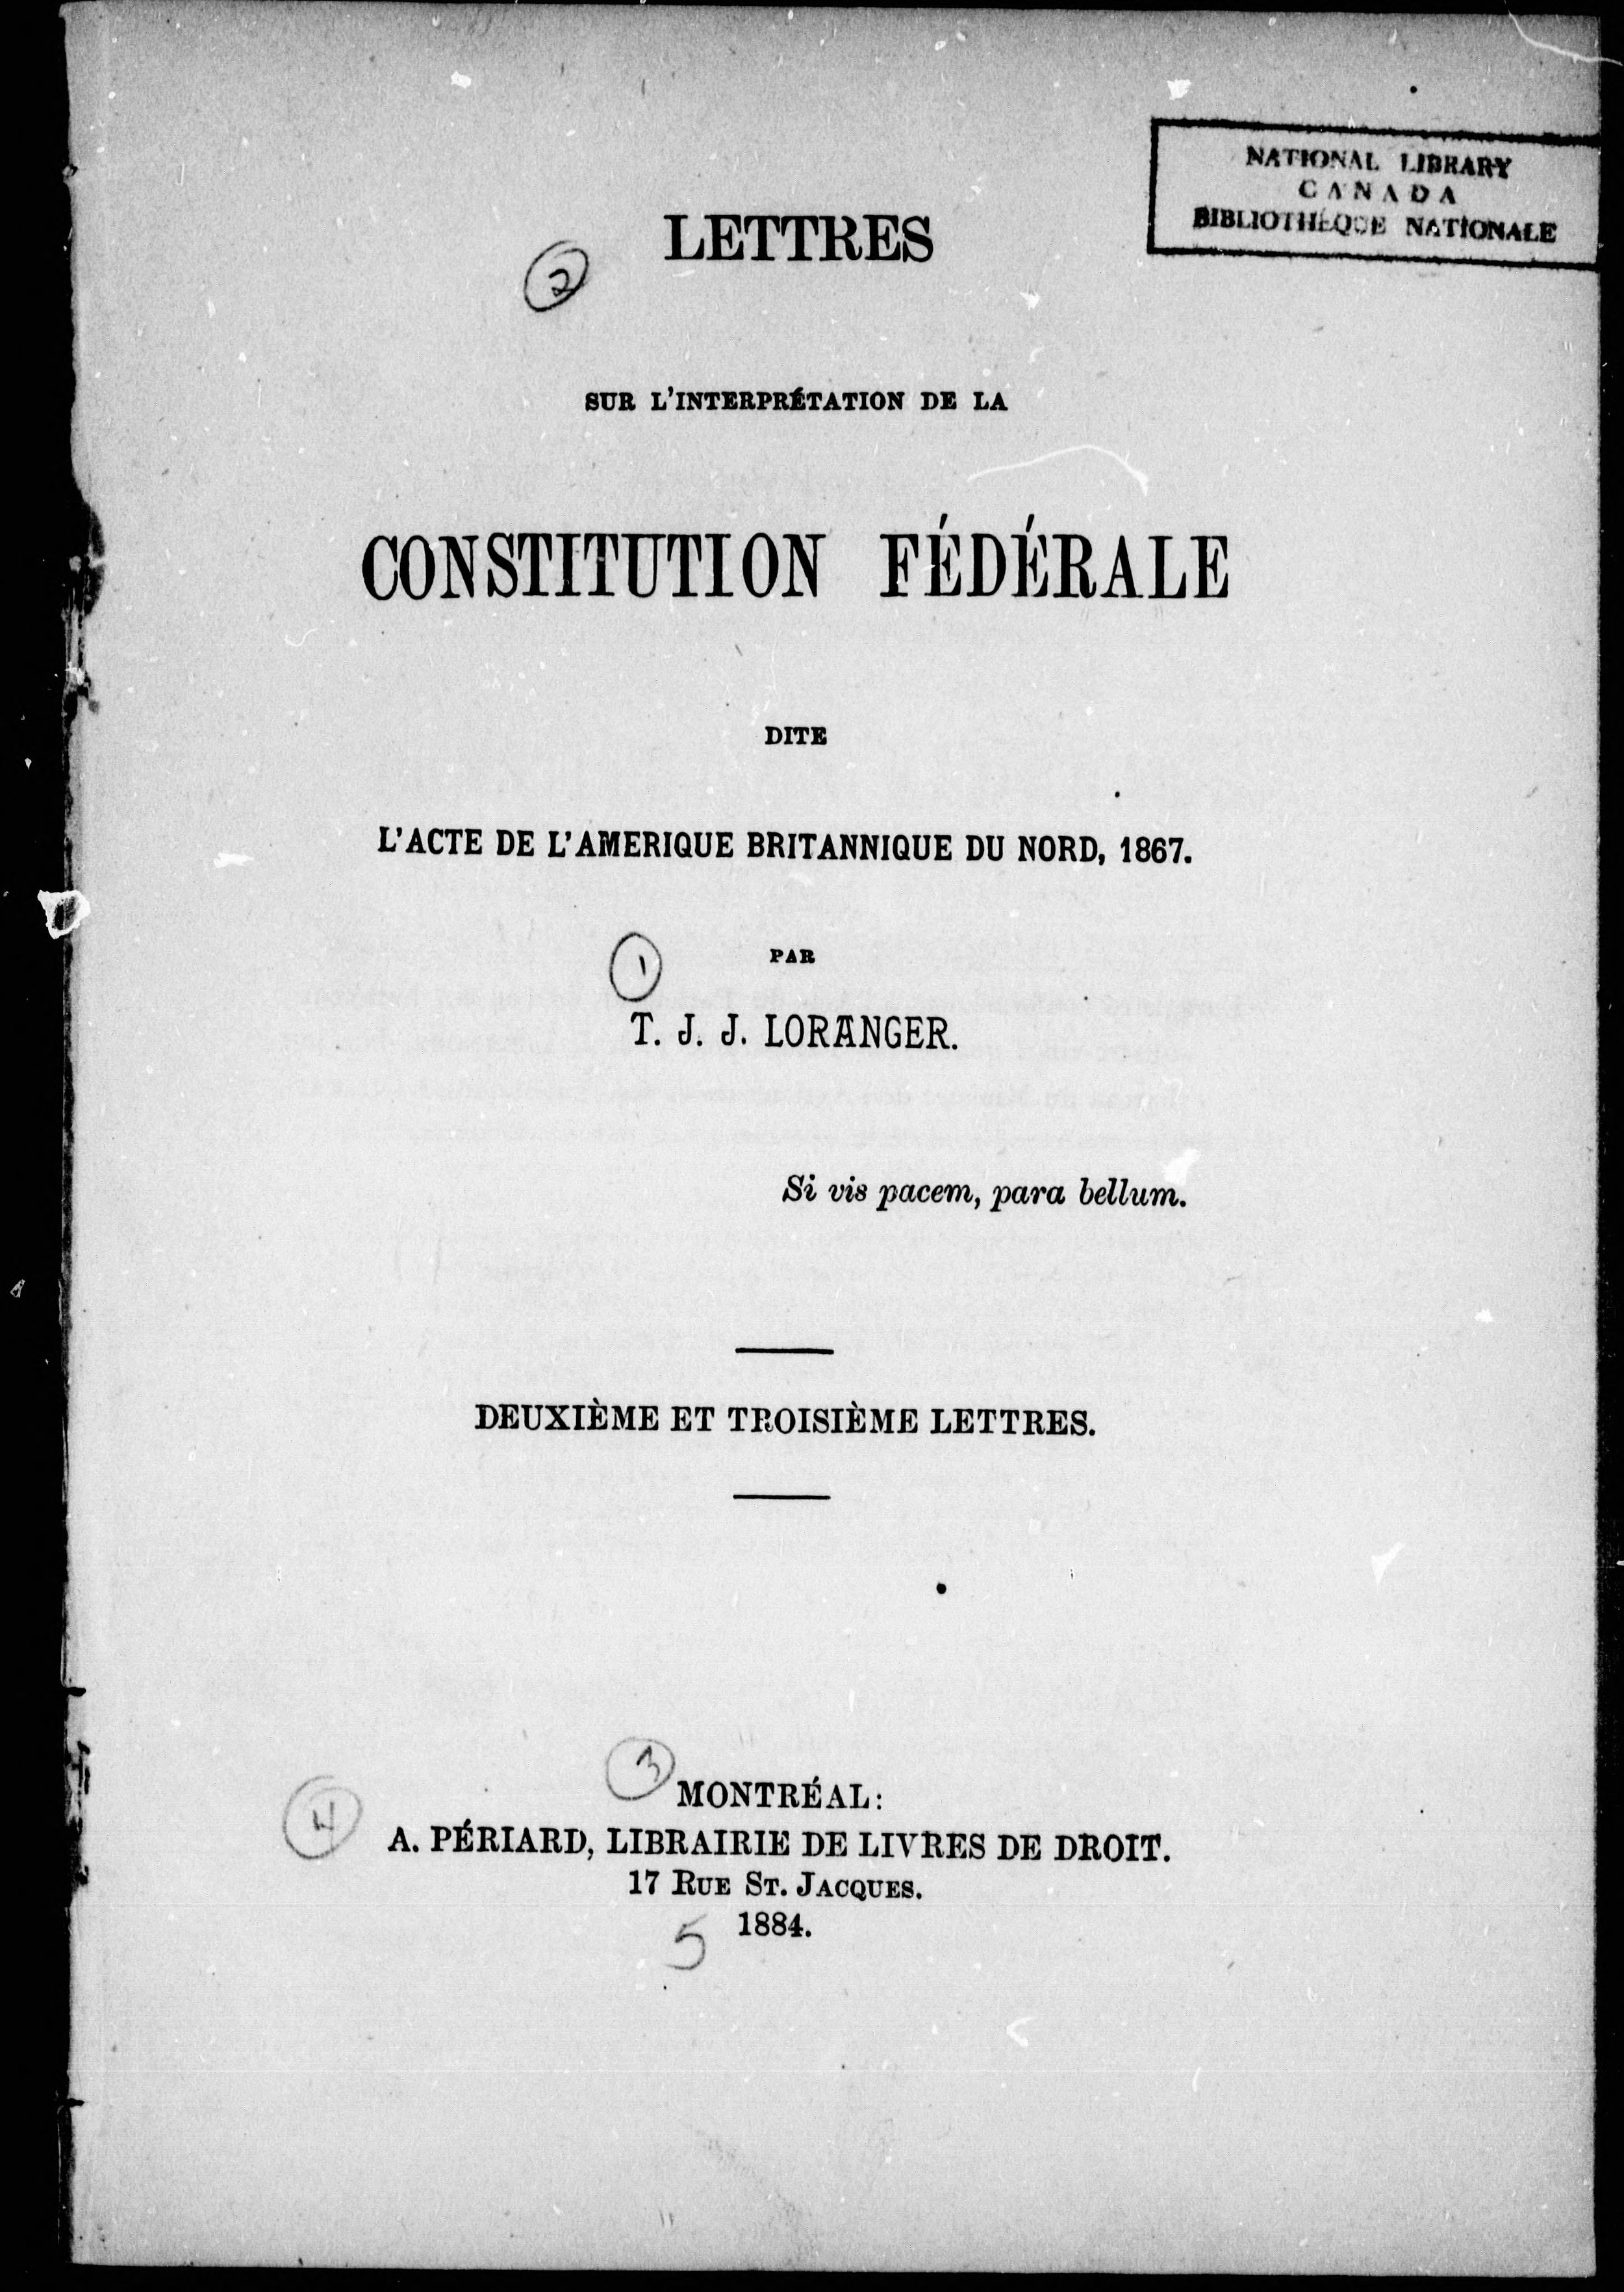 NATIONAL LIBRARY
CANADA
BIBLIOTHÈQUE NATIONALE
LETTRES
2
SUR L'INTERPRÉTATION DE LA
CONSTITUTION FÉDÉRALE
DITE
L'ACTE DE L'AMERIQUE BRITANNIQUE DU NORD, 1867.
1 PAR
T. J. J. LORANGER.
Si vis pacem, para bellum.
DEUXIÈME ET TROISIÈME LETTRES.
3 MONTRÉAL:
4 A. PÉRIARD, LIBRAIRIE DE LIVRES DE DROIT.
17 RUE ST. JACQUES.
5 1884.